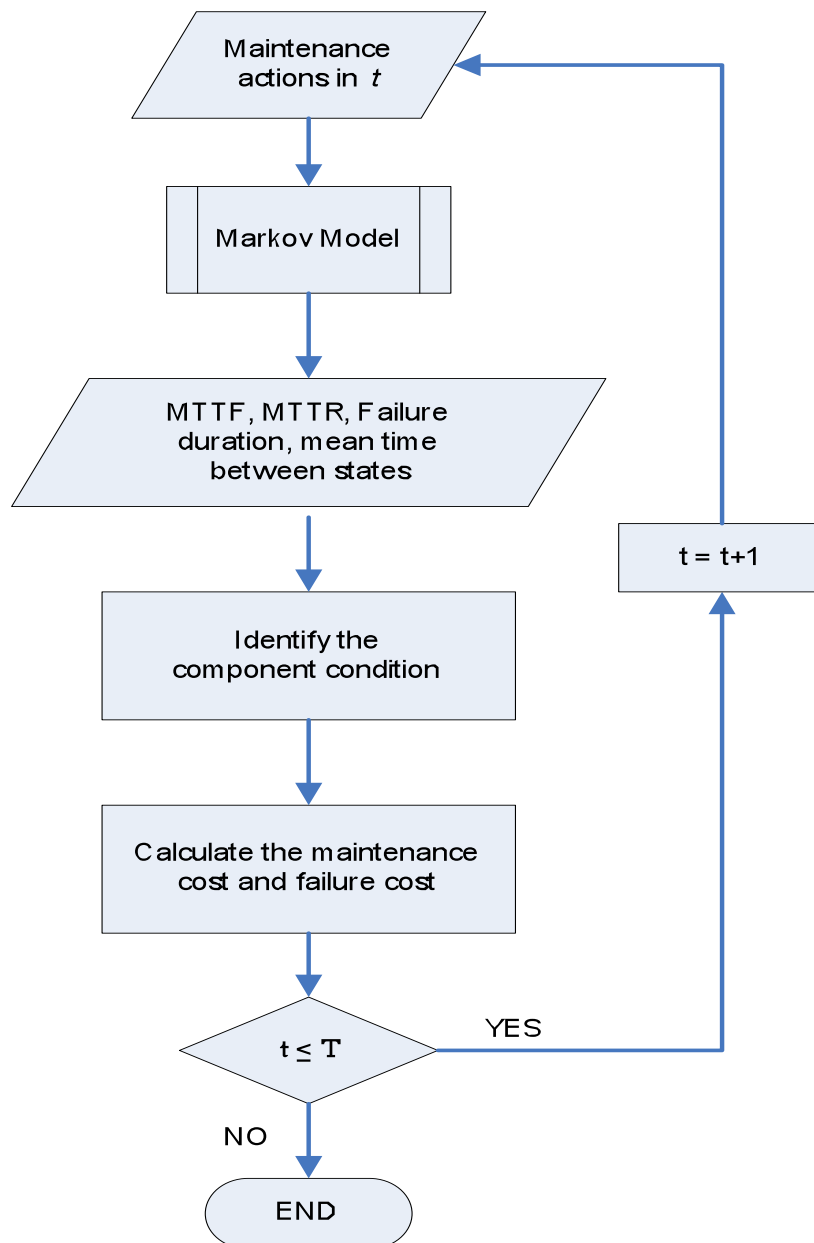 Maintenance
actions in t
Markov Model
MTTF, MTTR, Failure
duration, mean time
between states
t = t+1
Identify the
component condition
Calculate the maintenance
cost and failure cost
YES
t ≤ T
NO
END